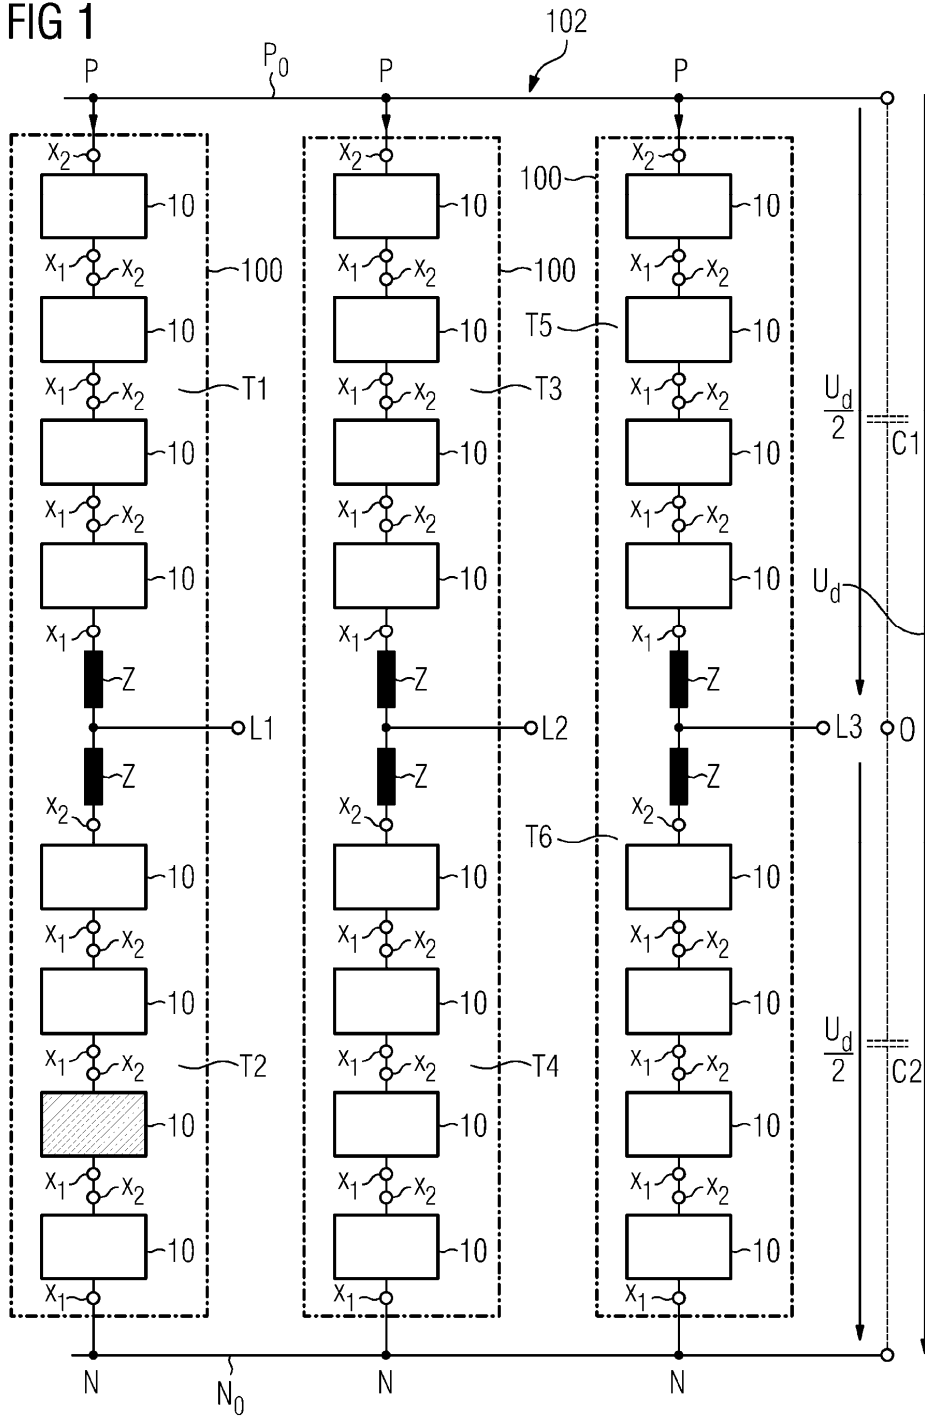 FIG 1
102
P₀
P P P
X₂ X₂ X₂
100
10 10 10
X₁ X₁ X₁
X₂ X₂ X₂
100 100
T5
10 10 10
X₁ X₁ X₁
X₂ X₂ X₂
T1 T3
U_d/2
C1
10 10 10
X₁ X₁ X₁
X₂ X₂ X₂
10 10 10
U_d
X₁ X₁ X₁
Z Z Z
L1 L2 L3 0
Z Z Z
X₂ X₂ X₂
T6
10 10 10
X₁ X₁ X₁
X₂ X₂ X₂
10 10 10
U_d/2
X₁ X₁ X₁
X₂ X₂ X₂
T2 T4
C2
10 10 10
X₁ X₁ X₁
X₂ X₂ X₂
10 10 10
X₁ X₁ X₁
N N N
N₀